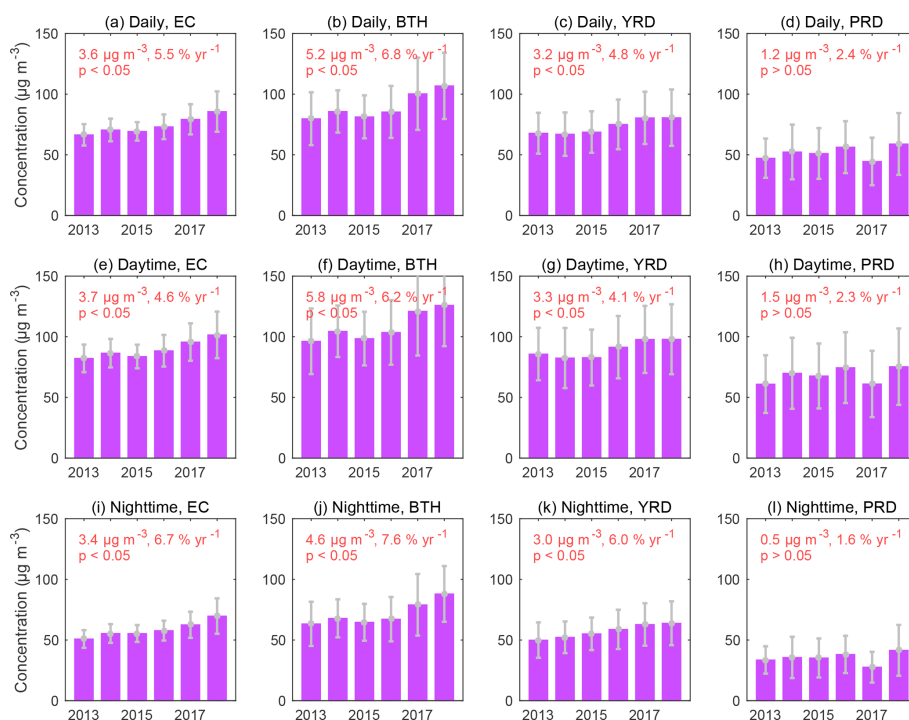 (a) Daily, EC
(b) Daily, BTH
(c) Daily, YRD
(d) Daily, PRD
Concentration (µg m⁻³)
150
100
50
0
3.6 µg m⁻³, 5.5 % yr⁻¹
p < 0.05
2013 2015 2017
150
100
50
0
5.2 µg m⁻³, 6.8 % yr⁻¹
p < 0.05
2013 2015 2017
150
100
50
0
3.2 µg m⁻³, 4.8 % yr⁻¹
p < 0.05
2013 2015 2017
150
100
50
0
1.2 µg m⁻³, 2.4 % yr⁻¹
p > 0.05
2013 2015 2017
(e) Daytime, EC
(f) Daytime, BTH
(g) Daytime, YRD
(h) Daytime, PRD
Concentration (µg m⁻³)
150
100
50
0
3.7 µg m⁻³, 4.6 % yr⁻¹
p < 0.05
2013 2015 2017
150
100
50
0
5.8 µg m⁻³, 6.2 % yr⁻¹
p < 0.05
2013 2015 2017
150
100
50
0
3.3 µg m⁻³, 4.1 % yr⁻¹
p < 0.05
2013 2015 2017
150
100
50
0
1.5 µg m⁻³, 2.3 % yr⁻¹
p > 0.05
2013 2015 2017
(i) Nighttime, EC
(j) Nighttime, BTH
(k) Nighttime, YRD
(l) Nighttime, PRD
Concentration (µg m⁻³)
150
100
50
0
3.4 µg m⁻³, 6.7 % yr⁻¹
p < 0.05
2013 2015 2017
150
100
50
0
4.6 µg m⁻³, 7.6 % yr⁻¹
p < 0.05
2013 2015 2017
150
100
50
0
3.0 µg m⁻³, 6.0 % yr⁻¹
p < 0.05
2013 2015 2017
150
100
50
0
0.5 µg m⁻³, 1.6 % yr⁻¹
p > 0.05
2013 2015 2017